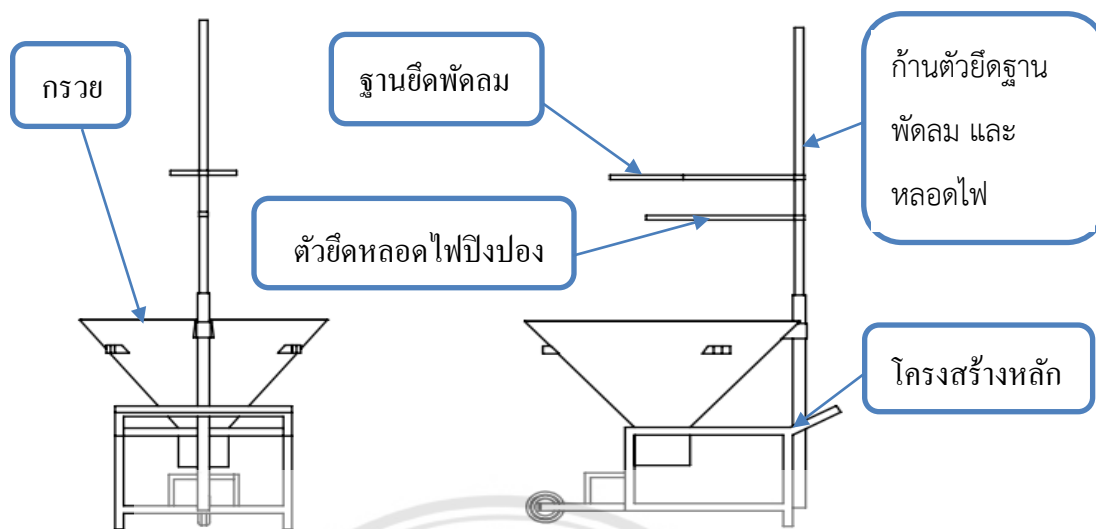 กรวย
ฐานยึดพัดลม
ก้านตัวยึดฐาน
พัดลม และ
หลอดไฟ
ตัวยึดหลอดไฟปิงปอง
โครงสร้างหลัก